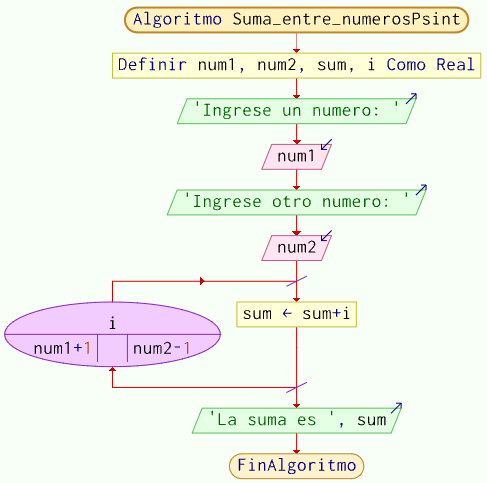 Algoritmo Suma_entre_numerosPsint
Definir num1, num2, sum, i Como Real
'Ingrese un numero: '
num1
'Ingrese otro numero: '
num2
i
num1+1 num2-1
sum ← sum+i
'La suma es ', sum
FinAlgoritmo